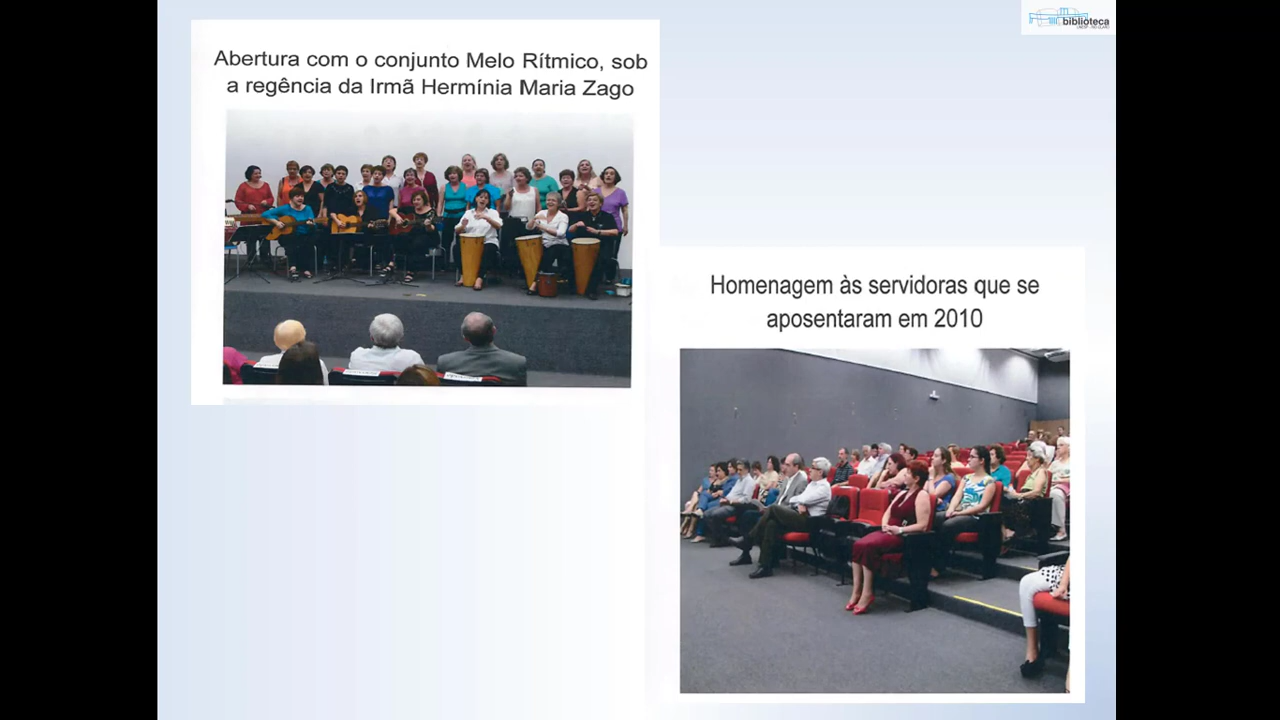 Abertura com o conjunto Melo Rítmico, sob
a regência da Irmã Hermínia Maria Zago
biblioteca
Homenagem às servidoras que se
aposentaram em 2010